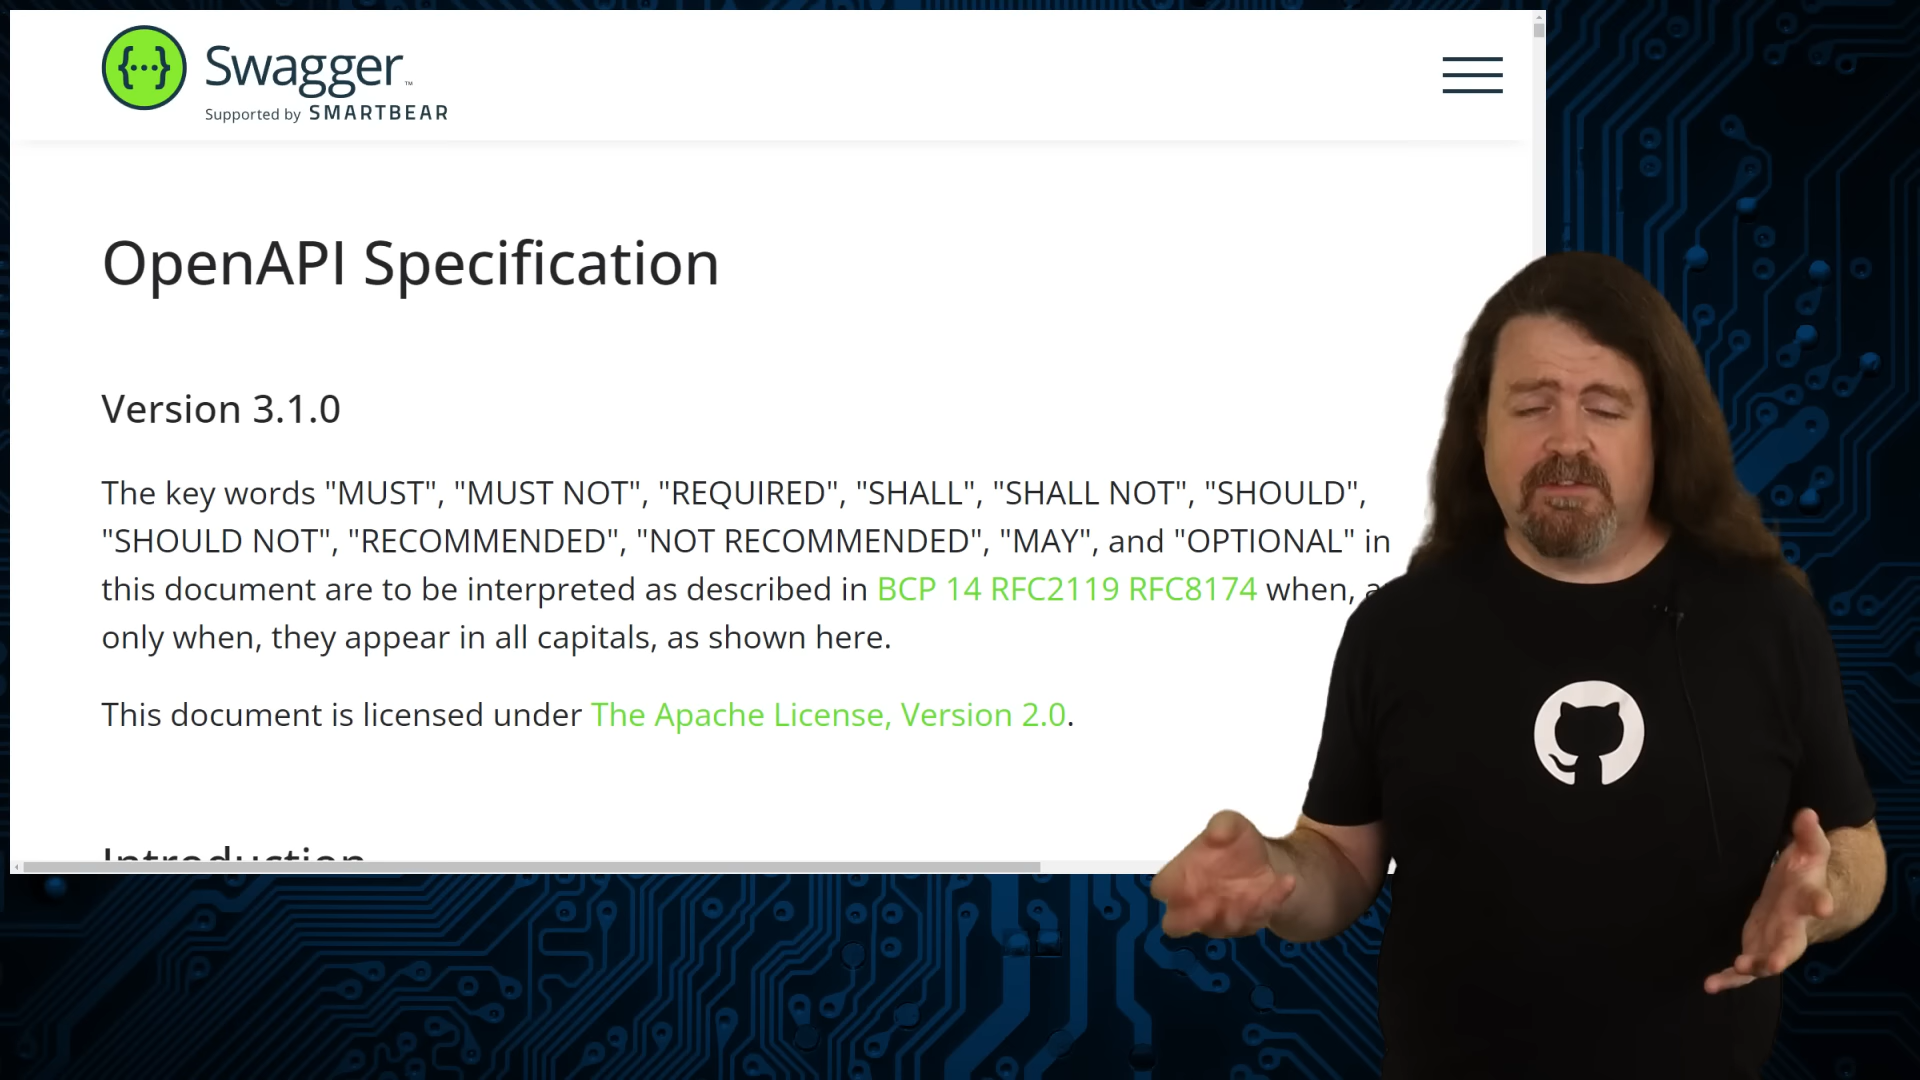 Swagger™
Supported by SMARTBEAR
OpenAPI Specification
Version 3.1.0
The key words "MUST", "MUST NOT", "REQUIRED", "SHALL", "SHALL NOT", "SHOULD",
"SHOULD NOT", "RECOMMENDED", "NOT RECOMMENDED", "MAY", and "OPTIONAL" in
this document are to be interpreted as described in BCP 14 RFC2119 RFC8174 when,
only when, they appear in all capitals, as shown here.
This document is licensed under The Apache License, Version 2.0.
Introduction